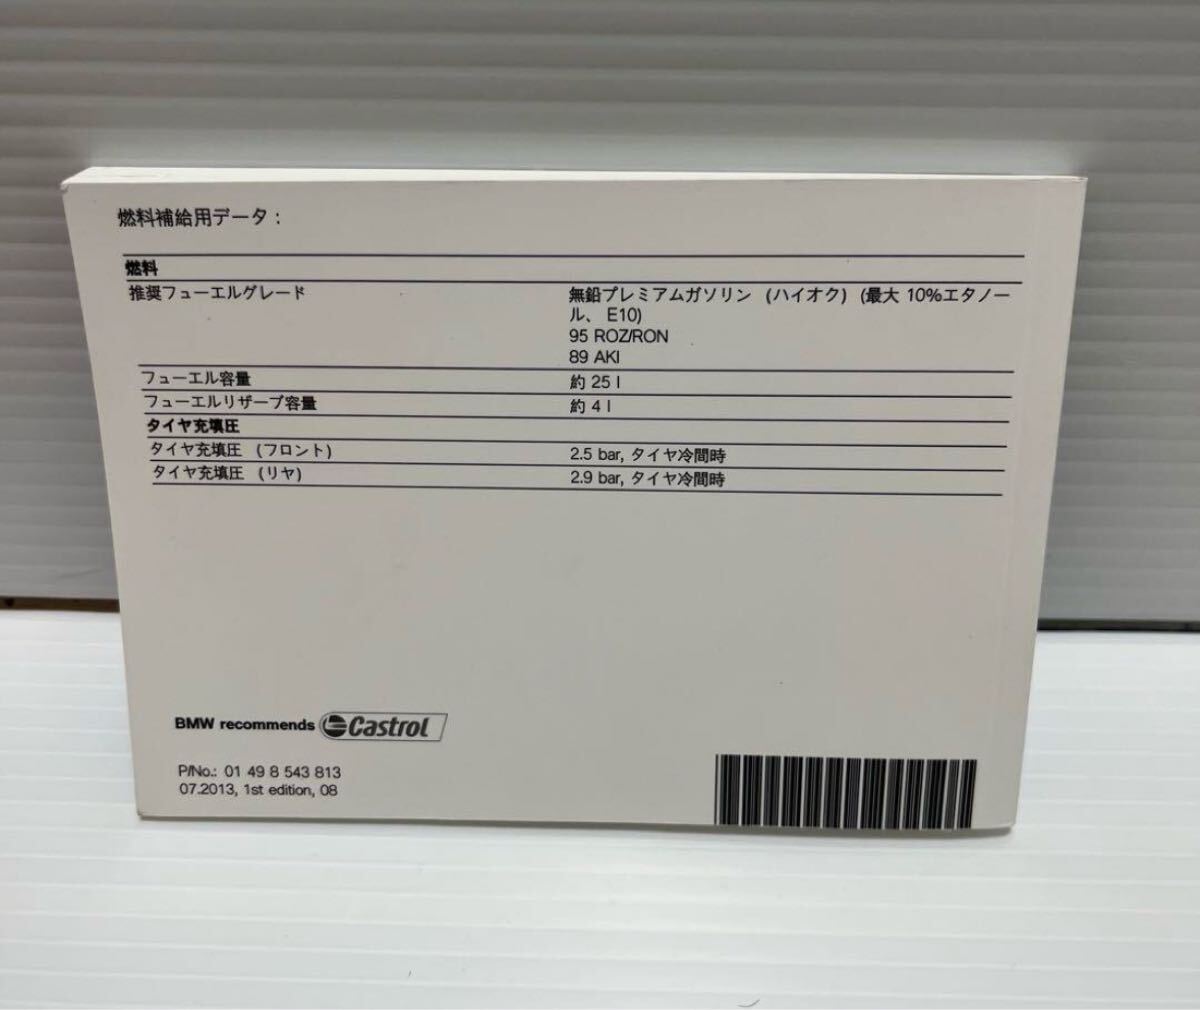 燃料補給用データ:
燃料
推奨フューエルグレード
無鉛プレミアムガソリン (ハイオク) (最大 10%エタノー
ル、 E10)
95 ROZ/RON
89 AKI
フューエル容量
約 25 l
フューエルリザーブ容量
約 4 l
タイヤ充填圧
タイヤ充填圧 (フロント)
2.5 bar, タイヤ冷間時
タイヤ充填圧 (リヤ)
2.9 bar, タイヤ冷間時
BMW recommends Castrol
P/No.: 01 49 8 543 813
07.2013, 1st edition, 08